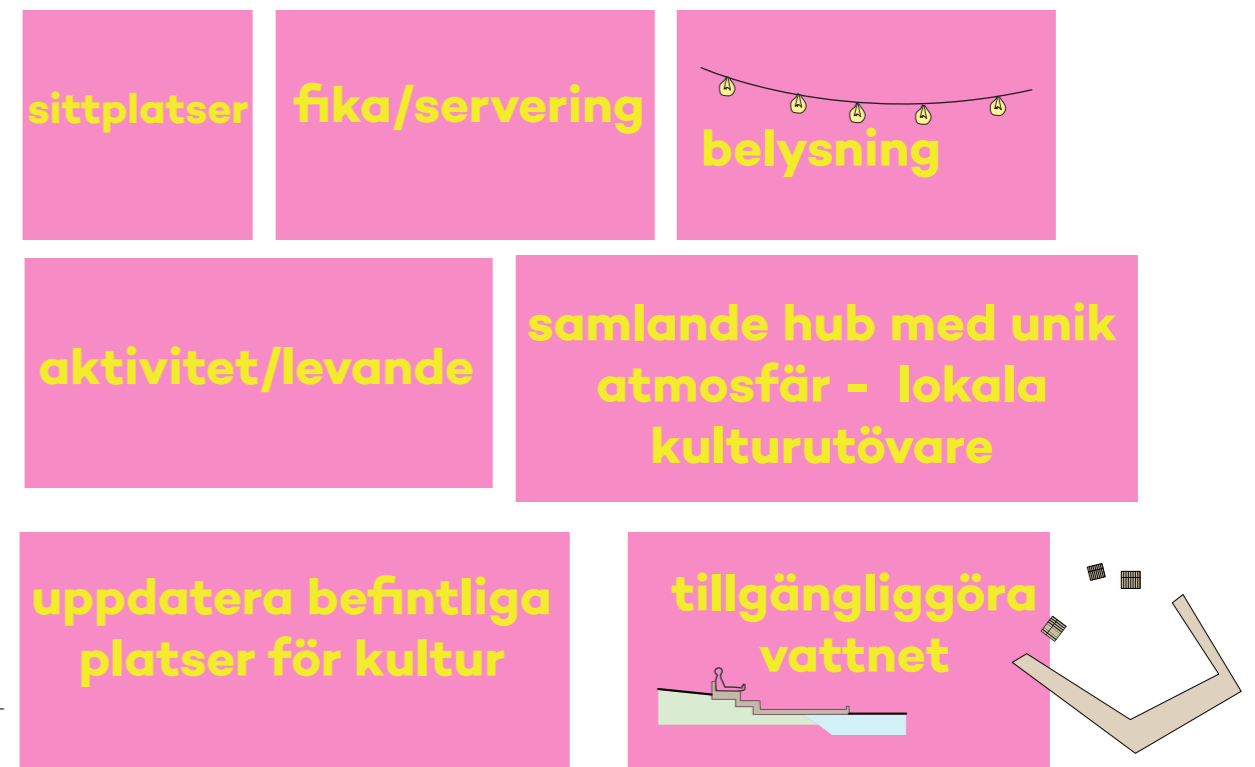 sittplatser
fika/servering
belysning
aktivitet/levande
samlande hub med unik
atmosfär - lokala
kulturutövare
uppdatera befintliga
platser för kultur
tillgängliggöra
vattnet